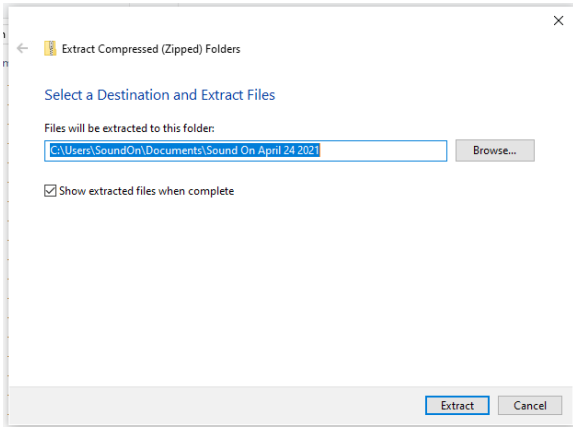 Extract Compressed (Zipped) Folders
Select a Destination and Extract Files
Files will be extracted to this folder:
C:\Users\SoundOn\Documents\Sound On April 24 2021
Browse...
Show extracted files when complete
Extract
Cancel